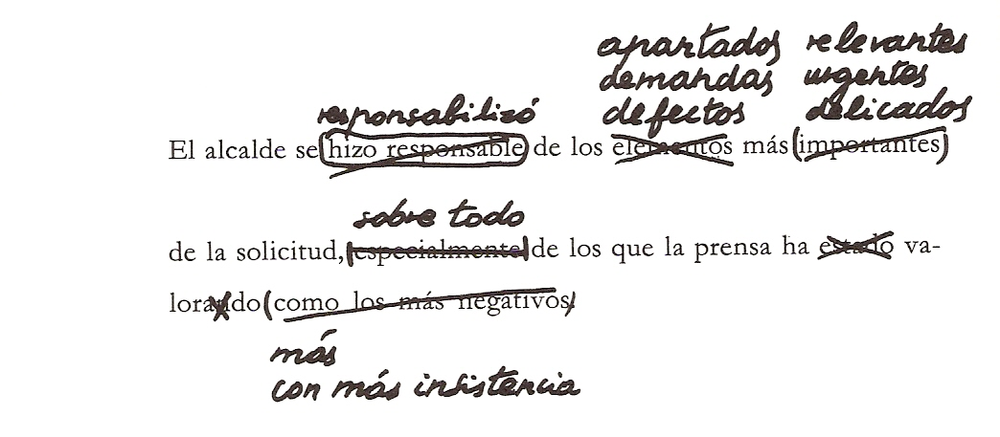 apartados relevantes
demandas urgentes
responsabilizó defectos delicados
El alcalde se hizo responsable de los elementos más importantes
sobre todo
de la solicitud, especialmente de los que la prensa ha estado va-
lorando como los más negativos.
más
con más insistencia